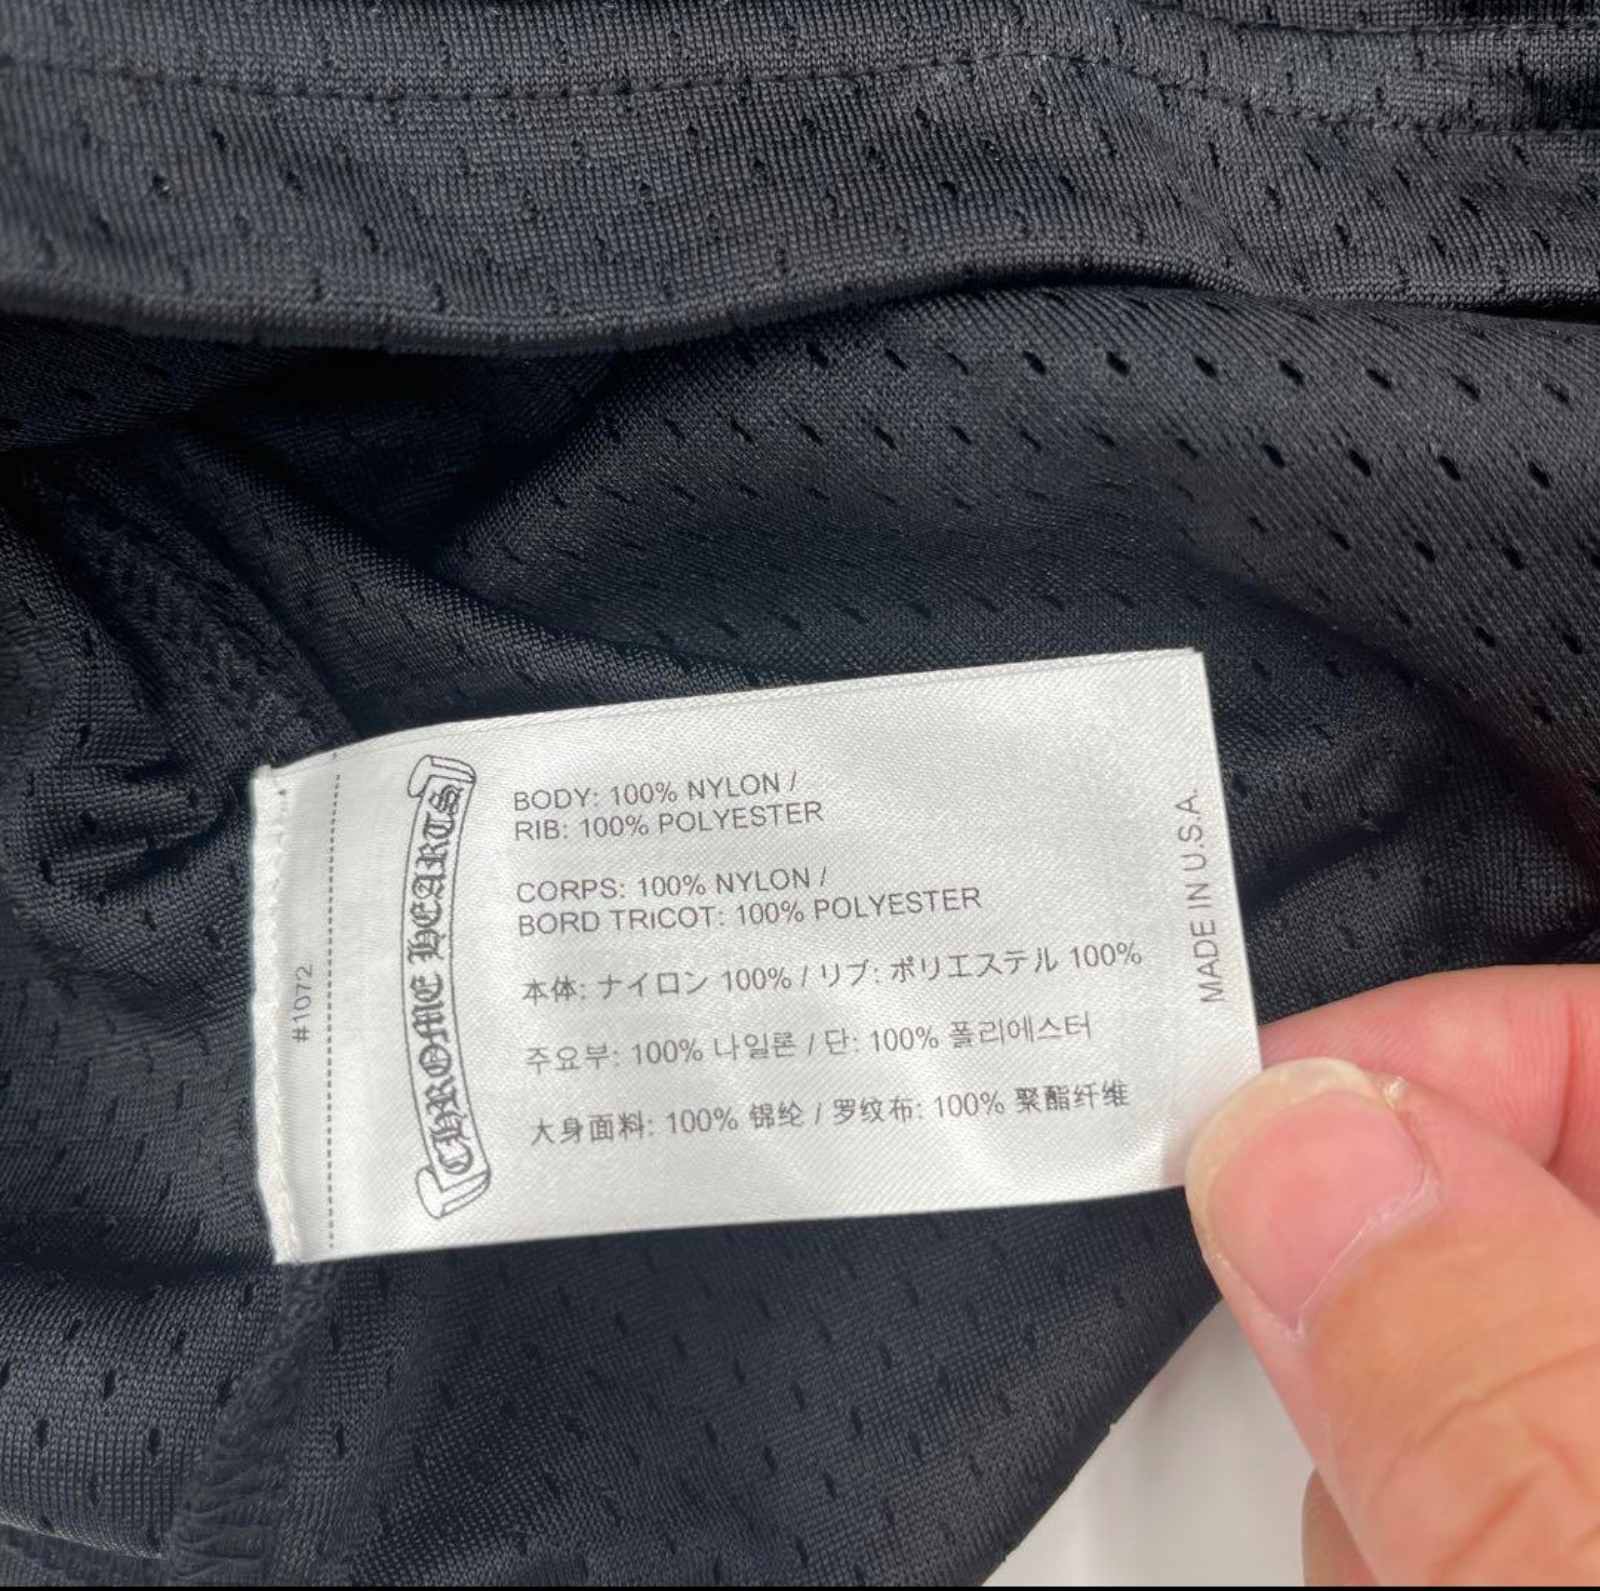 #1072
CHROME HEARTS
BODY: 100% NYLON /
RIB: 100% POLYESTER
CORPS: 100% NYLON /
BORD TRICOT: 100% POLYESTER
本体: ナイロン 100% / リブ: ポリエステル 100%
주요부: 100% 나일론 / 단: 100% 폴리에스터
大身面料: 100% 锦纶 / 罗纹布: 100% 聚酯纤维
MADE IN U.S.A.